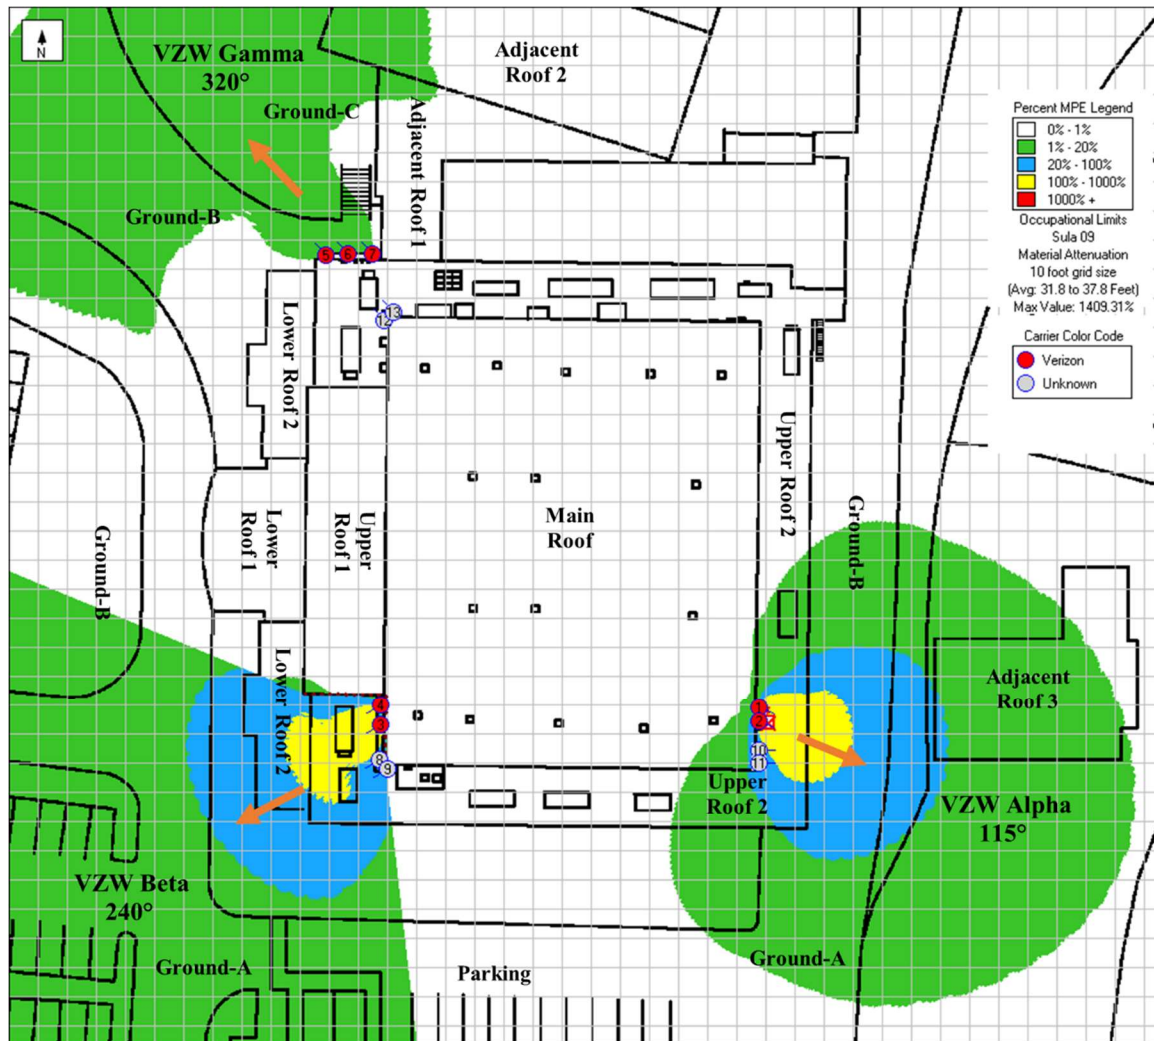 N
VZW Gamma
320°
Adjacent
Roof 2
Ground-C
Adjacent Roof 1
Ground-B
Percent MPE Legend
0% - 1%
1% - 20%
20% - 100%
100% - 1000%
1000% +
Occupational Limits
Sula 09
Material Attenuation
10 foot grid size
(Avg: 31.8 to 37.8 Feet)
Max Value: 1409.31%
Carrier Color Code
Verizon
Unknown
5
6
7
13
12
Lower Roof 2
Upper Roof 2
Main
Roof
Upper
Roof 1
Lower
Roof 1
Ground-B
Ground-B
Lower Roof 2
4
3
8
9
1
2
10
11
Adjacent
Roof 3
Upper
Roof 2
VZW Alpha
115°
VZW Beta
240°
Ground-A
Parking
Ground-A